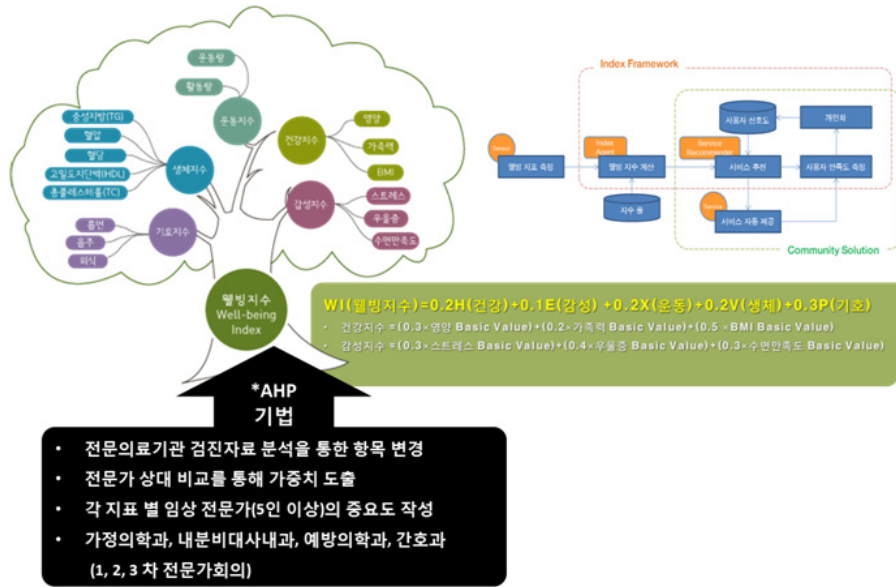 운동량
활동량
운동지수
중성지방(TG)
혈압
혈당
고밀도지단백(HDL)
총콜레스테롤(TC)
생체지수
건강지수
영양
가족력
BMI
감성지수
스트레스
우울증
수면만족도
흡연
음주
외식
기호지수
웰빙지수
Well-being
Index
Index Framework
사용자 선호도
개인화
Sensor
웰빙 지표 측정
Index
Agent
웰빙 지수 계산
Service
Recommender
서비스 추천
사용자 만족도 측정
지수 룰
Service
서비스 자동 제공
Community Solution
WI(웰빙지수)=0.2H(건강)+0.1E(감성) +0.2X(운동)+0.2V(생체)+0.3P(기호)
• 건강지수 =(0.3×영양 Basic Value)+(0.2×가족력 Basic Value)+(0.5 ×BMI Basic Value)
• 감성지수 =(0.3×스트레스 Basic Value)+(0.4×우울증 Basic Value)+(0.3×수면만족도 Basic Value)
*AHP
기법
• 전문의료기관 검진자료 분석을 통한 항목 변경
• 전문가 상대 비교를 통해 가중치 도출
• 각 지표 별 임상 전문가(5인 이상)의 중요도 작성
• 가정의학과, 내분비대사내과, 예방의학과, 간호과
(1, 2, 3 차 전문가회의)